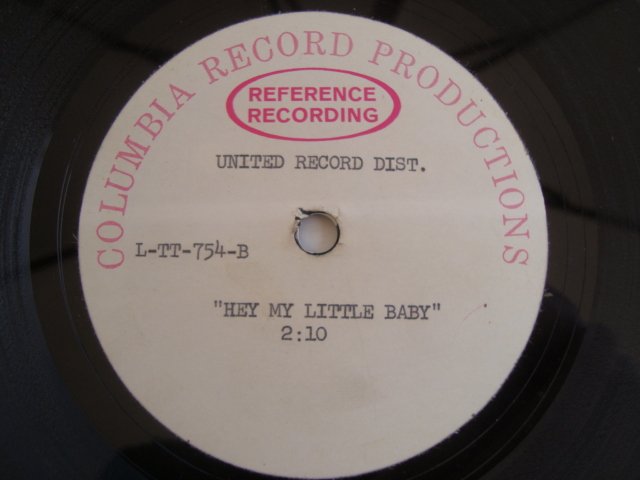 COLUMBIA RECORD PRODUCTIONS
REFERENCE
RECORDING
UNITED RECORD DIST.
L-TT-754-B
"HEY MY LITTLE BABY"
2:10